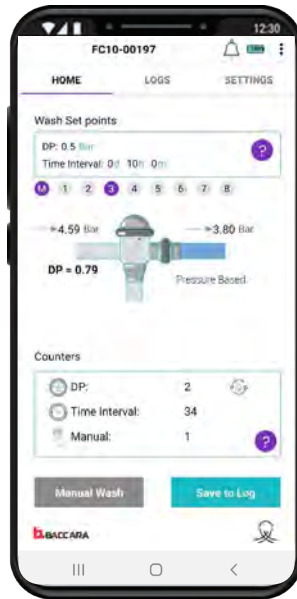 12:30
FC10-00197
HOME LOGS SETTINGS
Wash Set points
DP: 0.5 Bar
Time Interval: 0d 10h 0m
?
M 1 2 3 4 5 6 7 8
4.59 Bar 3.80 Bar
DP = 0.79
Pressure Based
Counters
DP: 2
Time Interval: 34
Manual: 1
?
Manual Wash Save to Log
BACCARA